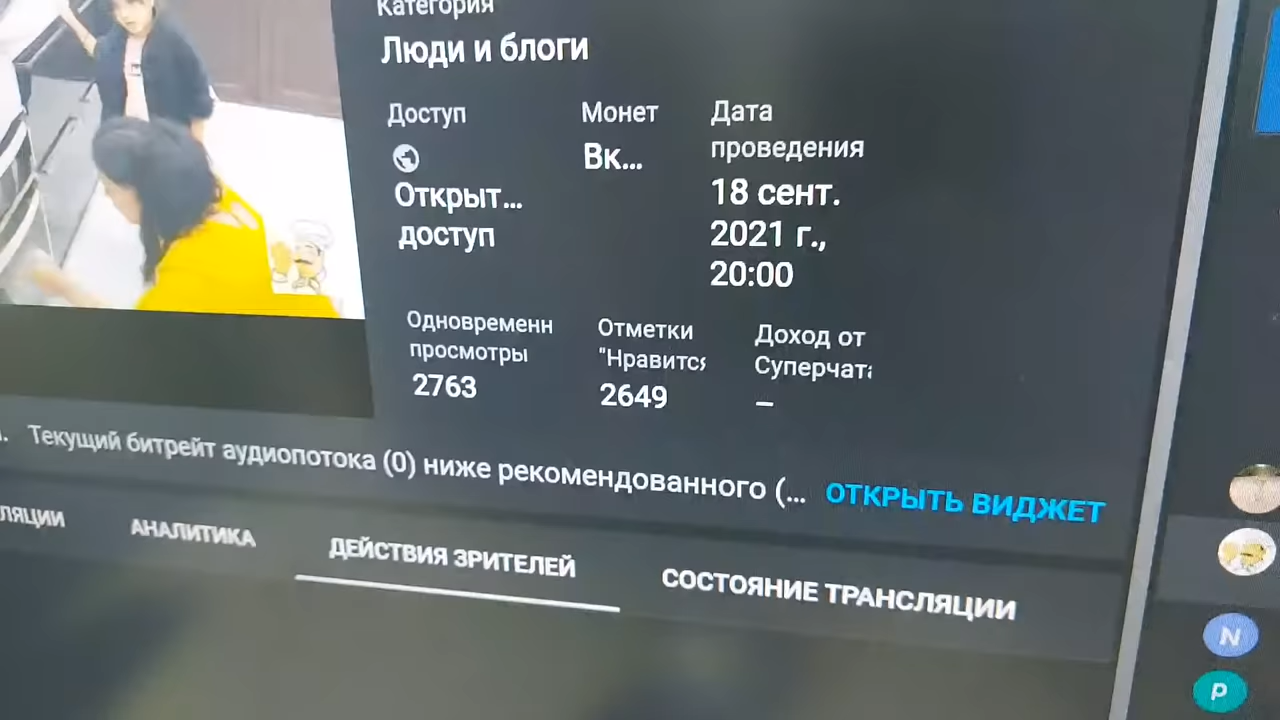 Категория
Люди и блоги
Доступ
Открыт...
доступ
Монет
Вк...
Дата
проведения
18 сент.
2021 г.,
20:00
Одновременн
просмотры
2763
Отметки
"Нравится
2649
Доход от
Суперчата
–
Текущий битрейт аудиопотока (0) ниже рекомендованного (...
ОТКРЫТЬ ВИДЖЕТ
ЛЯЦИИ
АНАЛИТИКА
ДЕЙСТВИЯ ЗРИТЕЛЕЙ
СОСТОЯНИЕ ТРАНСЛЯЦИИ
N
P